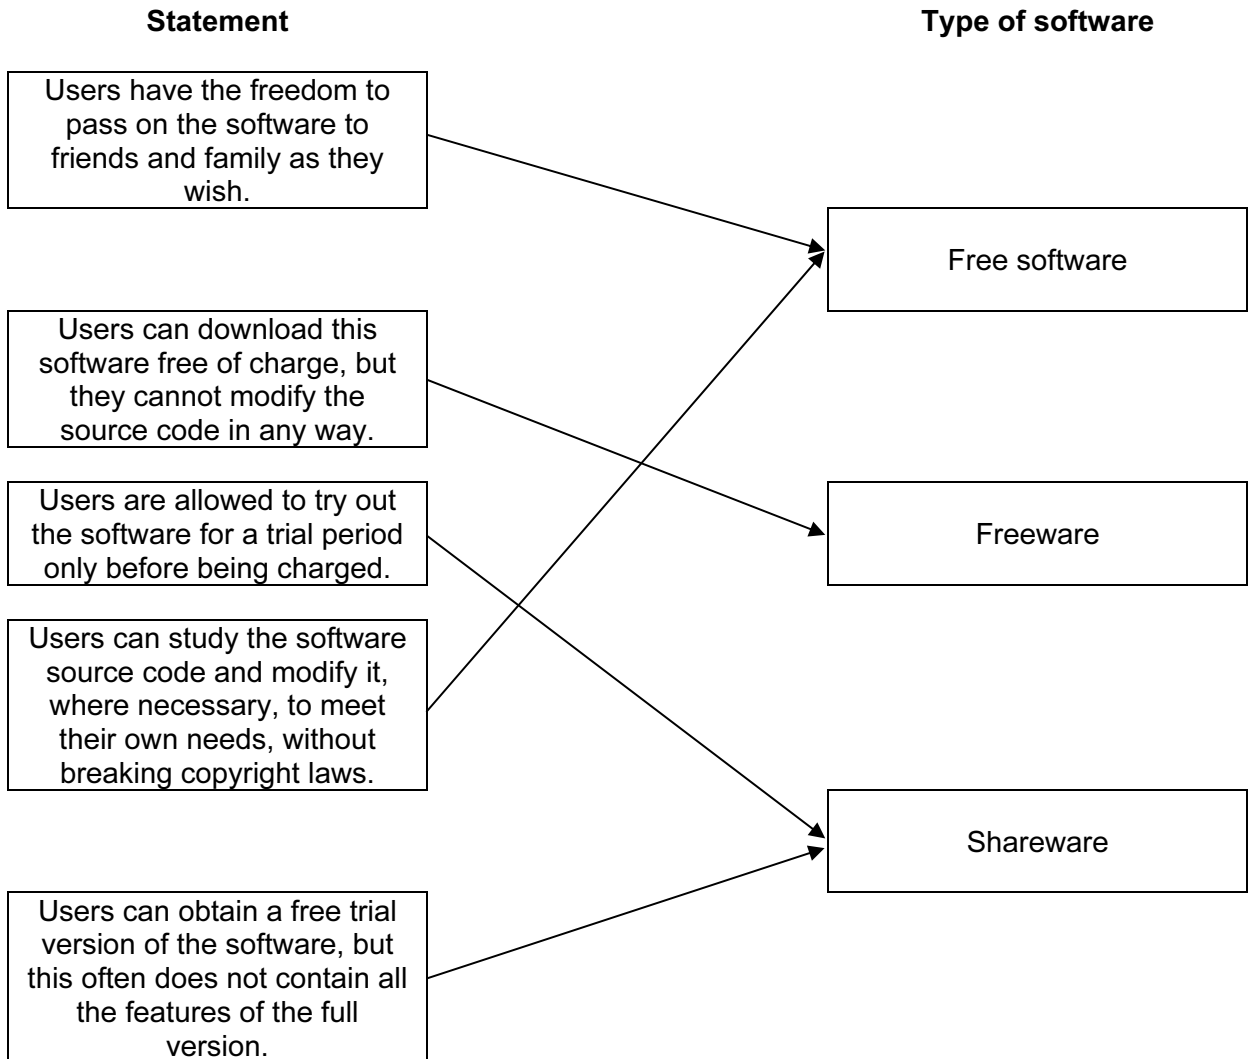 Statement
Type of software
Users have the freedom to
pass on the software to
friends and family as they
wish.
Free software
Users can download this
software free of charge, but
they cannot modify the
source code in any way.
Users are allowed to try out
the software for a trial period
only before being charged.
Freeware
Users can study the software
source code and modify it,
where necessary, to meet
their own needs, without
breaking copyright laws.
Shareware
Users can obtain a free trial
version of the software, but
this often does not contain all
the features of the full
version.